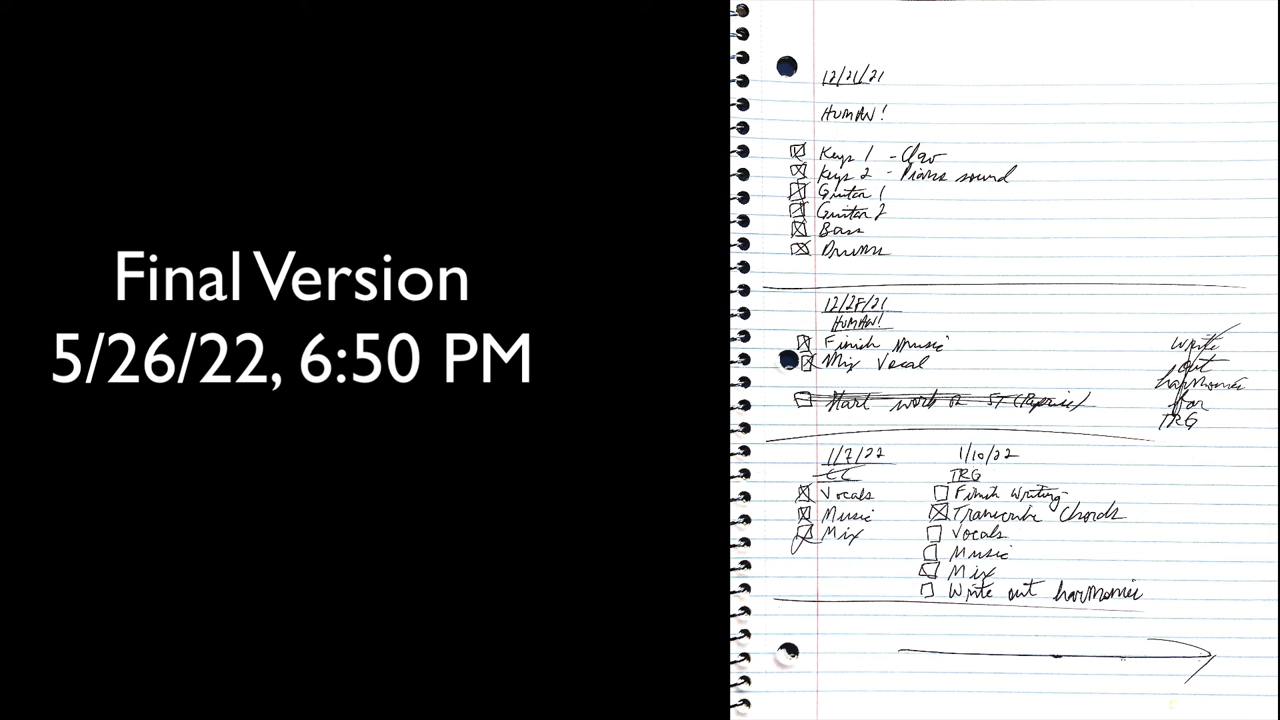 Final Version
5/26/22, 6:50 PM
12/21/21
HUMAN!
Keys 1 - Clav
Keys 2 - Piano sound
Guitar 1
Guitar 2
Bass
Drums
12/28/21
HUMAN!
Finish Music
Mix Vocal
Start work on ST (Reprise)
Write
out
harmonies
for
TRG
1/7/22
CC
Vocals
Music
Mix
1/10/22
TRG
Finish writing
Transcribe Chords
Vocals
Music
Mix
Write out harmonies